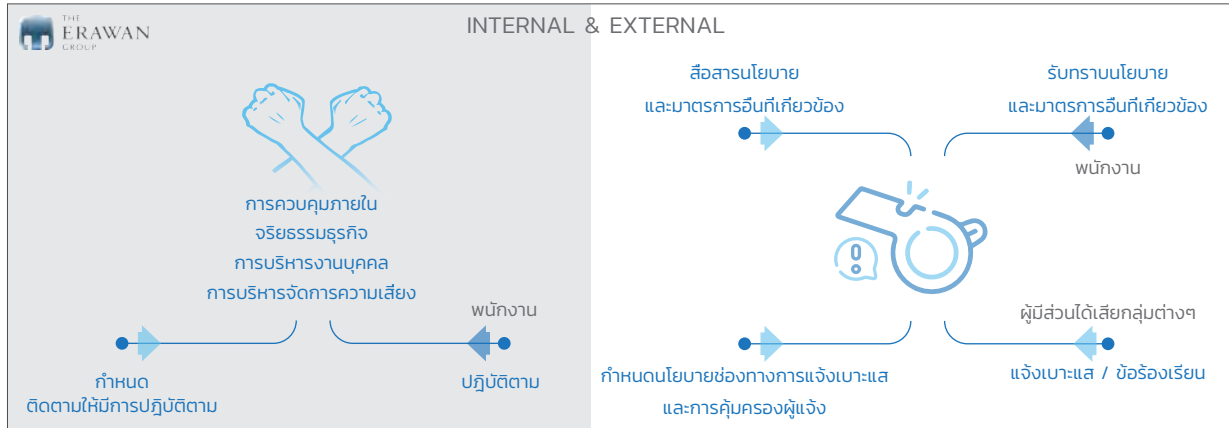 THE
ERAWAN
GROUP
INTERNAL & EXTERNAL
การควบคุมภายใน
จริยธรรมธุรกิจ
การบริหารงานบุคคล
การบริหารจัดการความเสี่ยง
กำหนด
ติดตามให้มีการปฎิบัติตาม
พนักงาน
ปฎิบัติตาม
สื่อสารนโยบาย
และมาตรการอื่นที่เกี่ยวข้อง
รับทราบนโยบาย
และมาตรการอื่นที่เกี่ยวข้อง
พนักงาน
กำหนดนโยบายช่องทางการแจ้งเบาะแส
และการคุ้มครองผู้แจ้ง
ผู้มีส่วนได้เสียกลุ่มต่างๆ
แจ้งเบาะแส / ข้อร้องเรียน